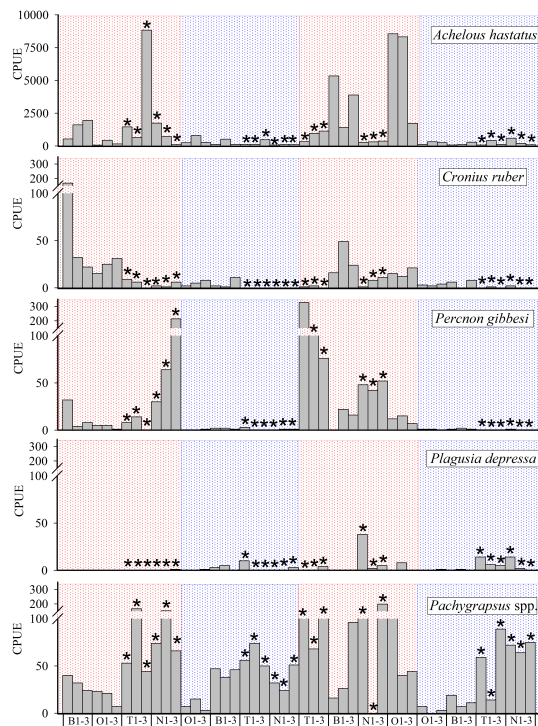 10000
7500
5000
2500
0
CPUE
Achelous hastatus
300
200
100
50
0
CPUE
Cronius ruber
300
200
100
50
0
CPUE
Percnon gibbesi
300
200
100
50
0
CPUE
Plagusia depressa
300
200
100
50
0
CPUE
Pachygrapsus spp.
B1-3 O1-3 T1-3 N1-3 O1-3 B1-3 T1-3 N1-3 T1-3 B1-3 N1-3 O1-3 O1-3 B1-3 T1-3 N1-3